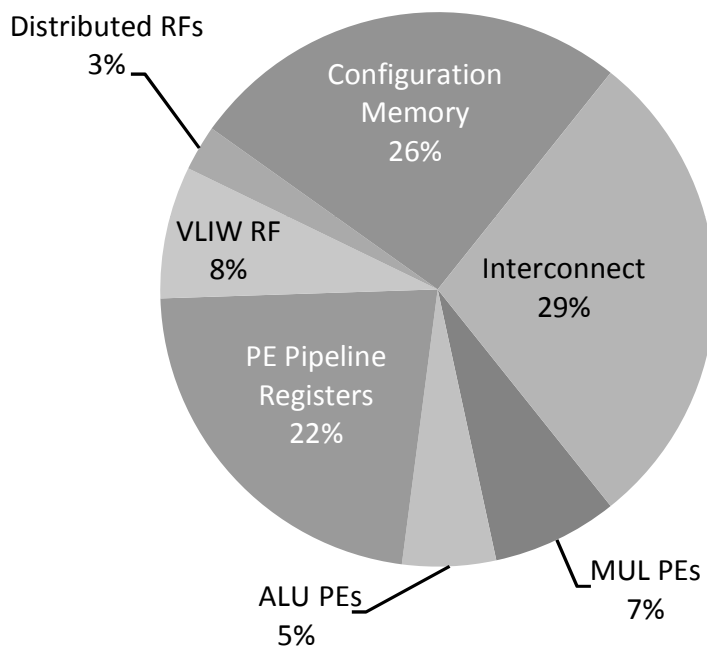 Distributed RFs
3%
Configuration
Memory
26%
VLIW RF
8%
Interconnect
29%
PE Pipeline
Registers
22%
MUL PEs
7%
ALU PEs
5%